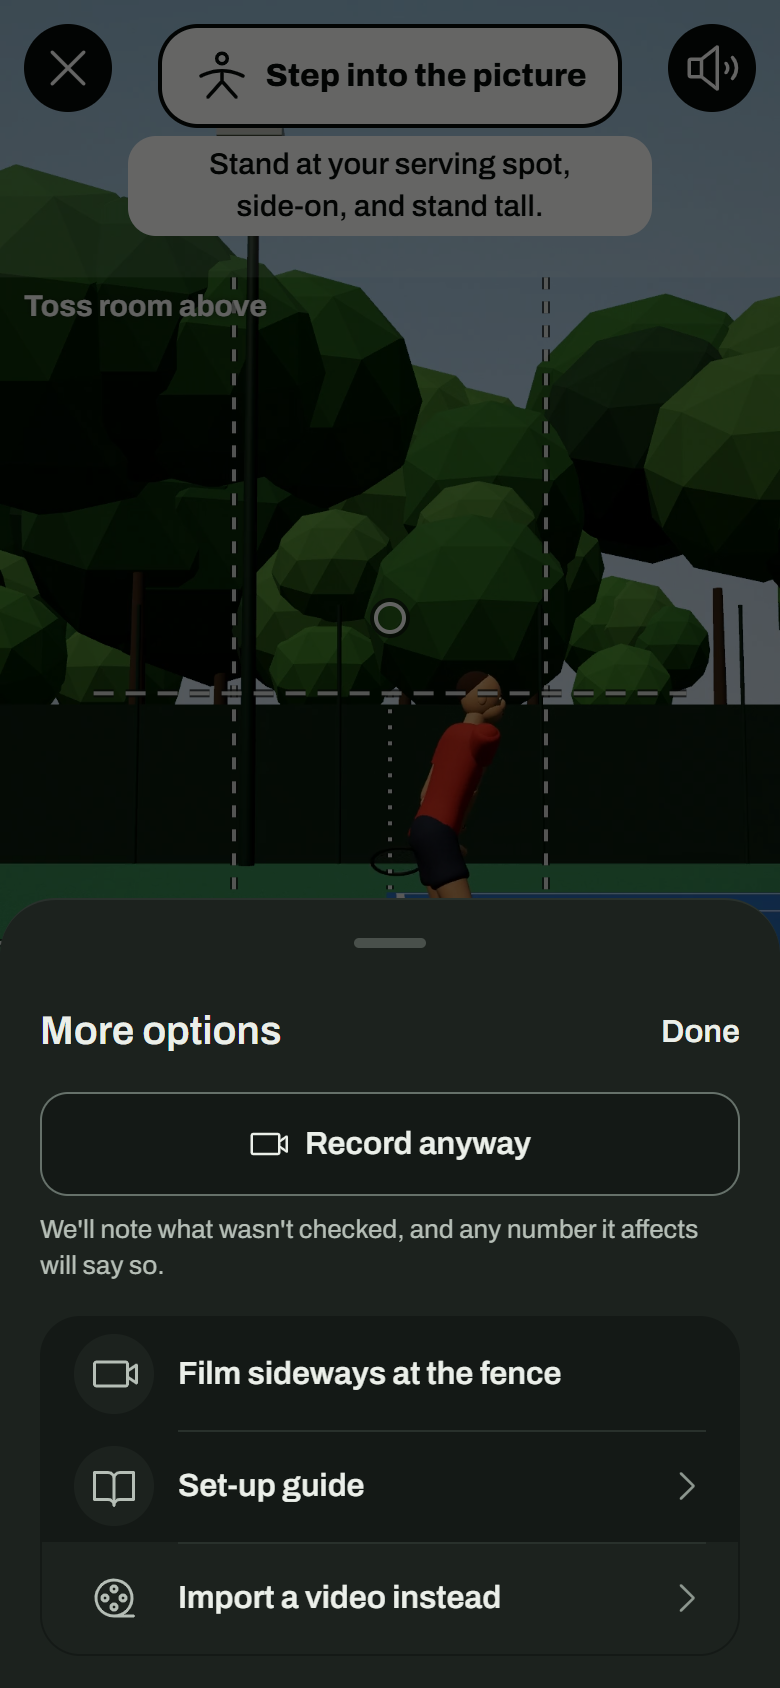 Step into the picture
Stand at your serving spot,
side-on, and stand tall.
Toss room above
More options
Done
Record anyway
We'll note what wasn't checked, and any number it affects
will say so.
Film sideways at the fence
Set-up guide
Import a video instead